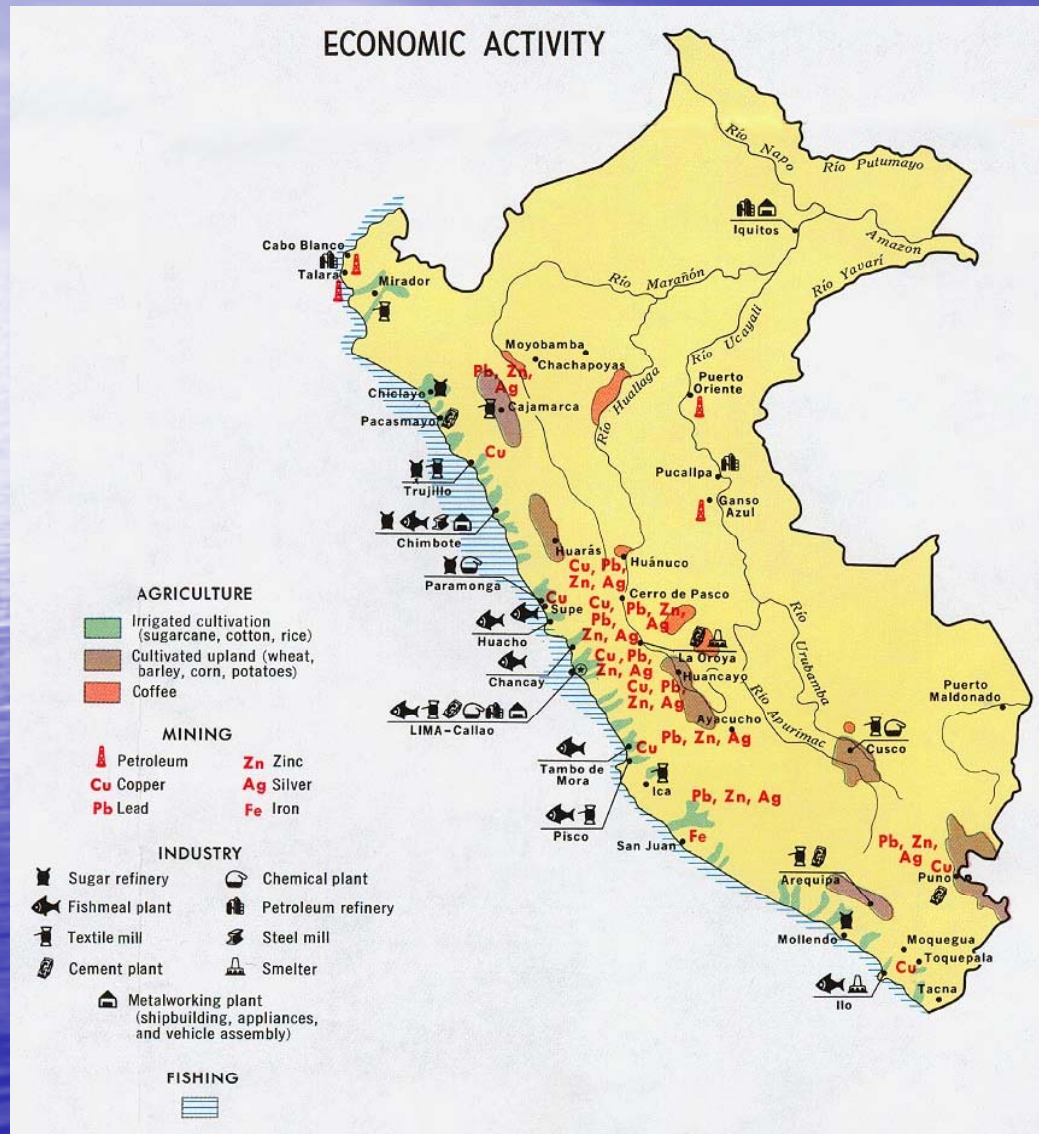 ECONOMIC ACTIVITY
Río Napo
Río Putumayo
Iquitos
Amazon
Río Yavarí
Cabo Blanco
Talara
Mirador
Río Marañón
Río Ucayali
Moyobamba
Chachapoyas
Río Huallaga
Puerto
Oriente
Pb, Zn,
Ag
Chiclayo
Cajamarca
Pacasmayo
Cu
Trujillo
Pucallpa
Ganso
Azul
Chimbote
Huarás
Huánuco
Paramonga
Cu, Pb,
Zn, Ag
Cerro de Pasco
Cu
Supe
Cu,
Pb,
Zn, Ag
Pb, Zn,
Ag
Huacho
La Oroya
Chancay
Cu, Pb,
Zn, Ag
Huancayo
Río Urubamba
Puerto
Maldonado
Cu, Pb,
Zn, Ag
LIMA-Callao
Ayacucho
Río Apurimac
Cusco
Cu
Pb, Zn, Ag
Tambo de
Mora
Ica
Pb, Zn, Ag
Pisco
San Juan
Fe
Pb, Zn,
Ag
Cu
Puno
Arequipa
Mollendo
Moquegua
Toquepala
Cu
Tacna
Ilo
AGRICULTURE
Irrigated cultivation
(sugarcane, cotton, rice)
Cultivated upland (wheat,
barley, corn, potatoes)
Coffee
MINING
Petroleum
Zn Zinc
Cu Copper
Ag Silver
Pb Lead
Fe Iron
INDUSTRY
Sugar refinery
Chemical plant
Fishmeal plant
Petroleum refinery
Textile mill
Steel mill
Cement plant
Smelter
Metalworking plant
(shipbuilding, appliances,
and vehicle assembly)
FISHING